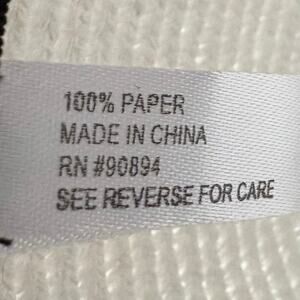 100% PAPER
MADE IN CHINA
RN #90894
SEE REVERSE FOR CARE